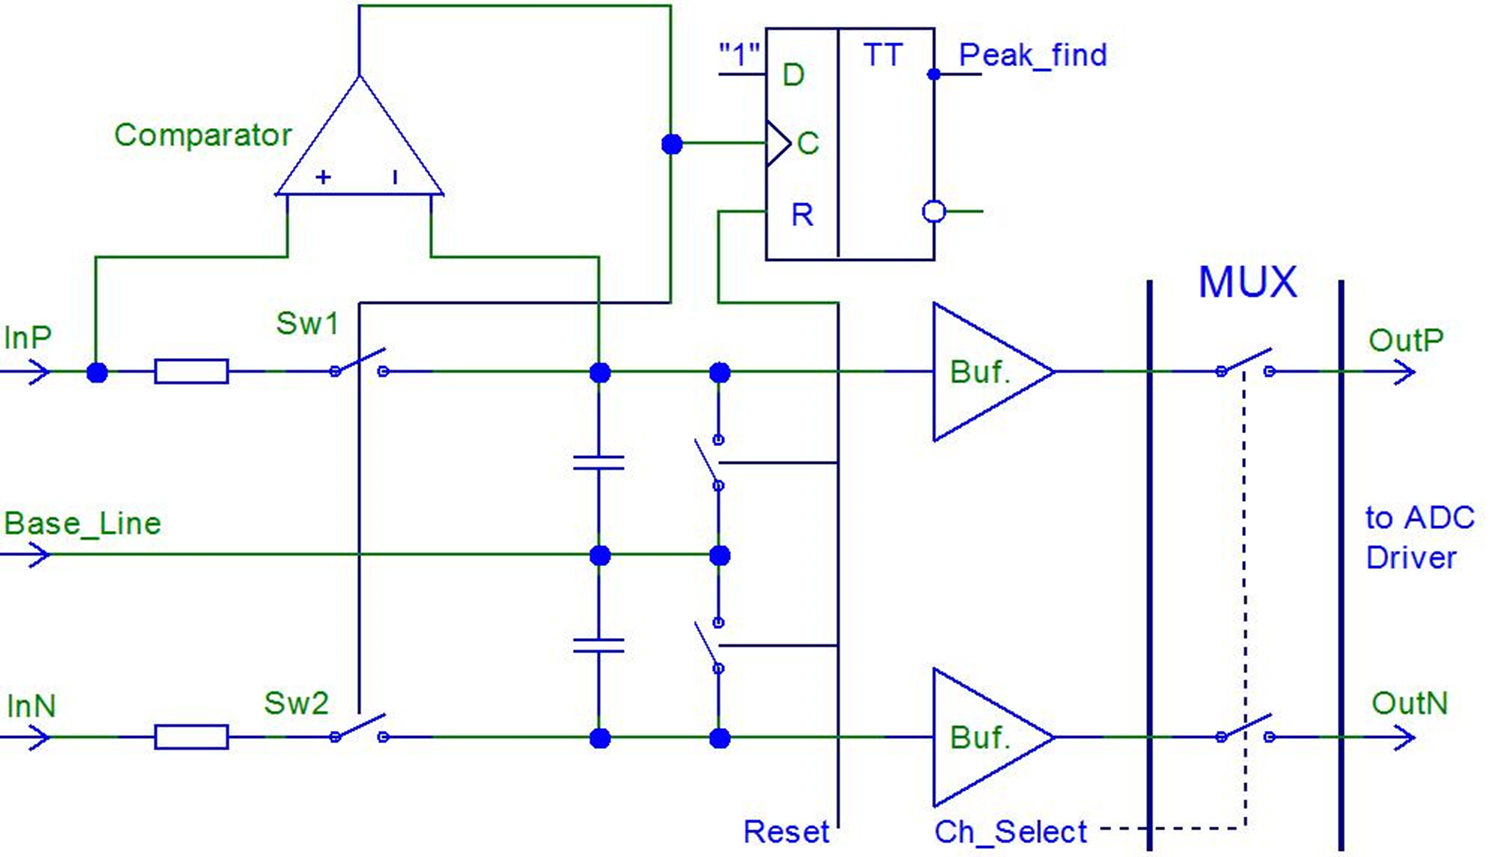 "1"
D
TT
Peak_find
Comparator
+
C
R
MUX
InP
Sw1
Buf.
OutP
Base_Line
to ADC
Driver
InN
Sw2
Buf.
OutN
Reset
Ch_Select